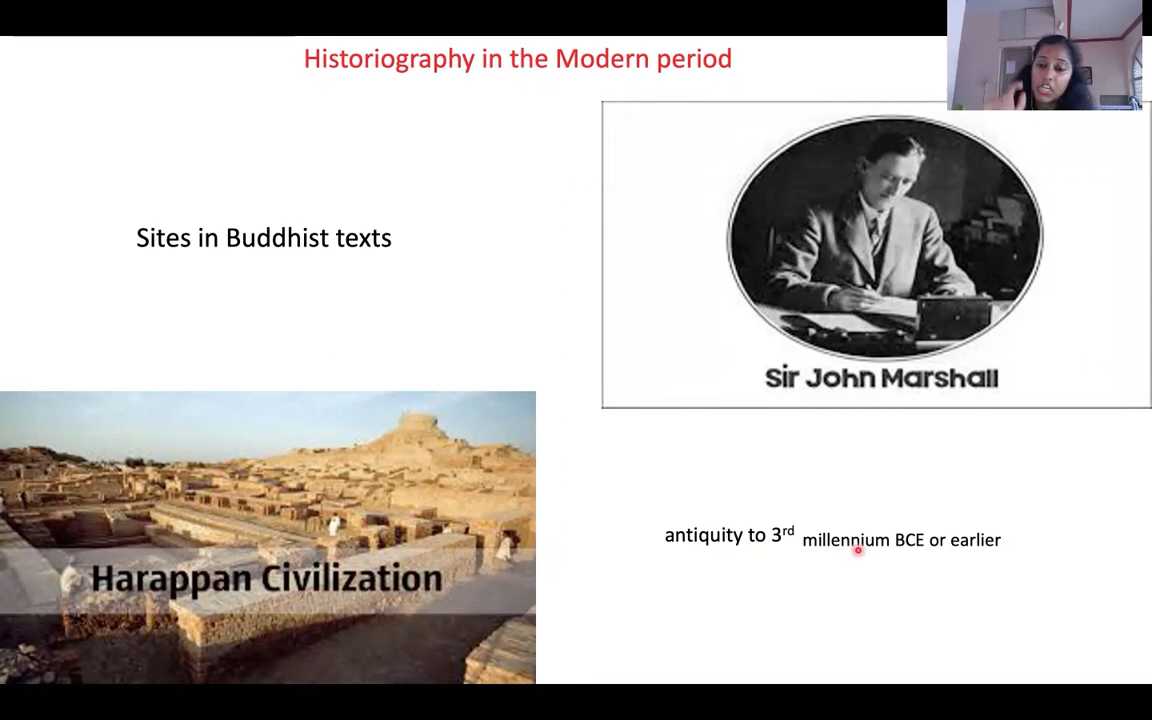 Historiography in the Modern period
Sites in Buddhist texts
Sir John Marshall
Harappan Civilization
antiquity to 3rd millennium BCE or earlier